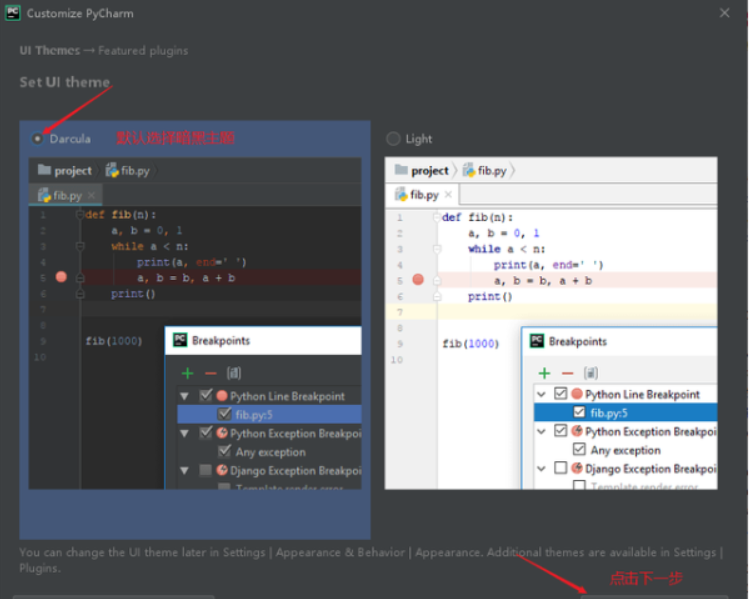 Customize PyCharm
UI Themes → Featured plugins
Set UI theme
Darcula 默认选择暗黑主题
project fib.py
fib.py
1 def fib(n):
2 a, b = 0, 1
3 while a < n:
4 print(a, end=' ')
5 a, b = b, a + b
6 print()
7
8
9 fib(1000)
10
Breakpoints
Python Line Breakpoint
fib.py:5
Python Exception Breakpoi
Any exception
Django Exception Breakpoi
Template render error
Light
project fib.py
fib.py
1 def fib(n):
2 a, b = 0, 1
3 while a < n:
4 print(a, end=' ')
5 a, b = b, a + b
6 print()
7
8
9 fib(1000)
10
Breakpoints
Python Line Breakpoint
fib.py:5
Python Exception Breakpoi
Any exception
Django Exception Breakpoi
Template render error
You can change the UI theme later in Settings | Appearance & Behavior | Appearance. Additional themes are available in Settings |
Plugins.
点击下一步